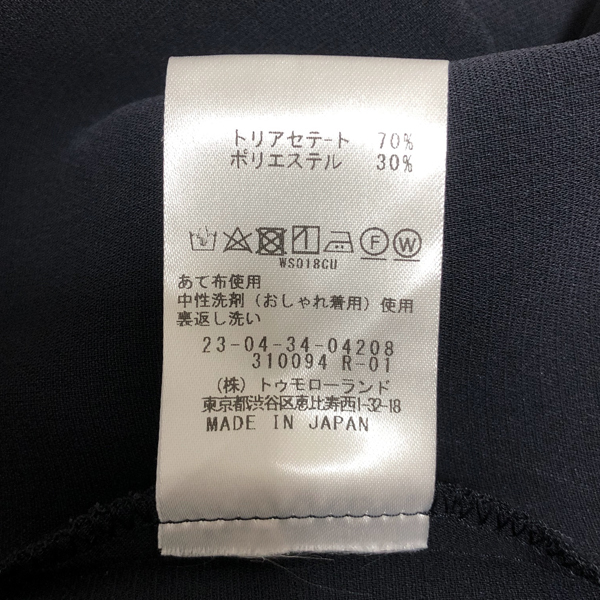 トリアセテート 70%
ポリエステル 30%
F W
WS018CU
あて布使用
中性洗剤（おしゃれ着用）使用
裏返し洗い
23-04-34-04208
310094 R-01
（株）トゥモローランド
東京都渋谷区恵比寿西1-32-18
MADE IN JAPAN